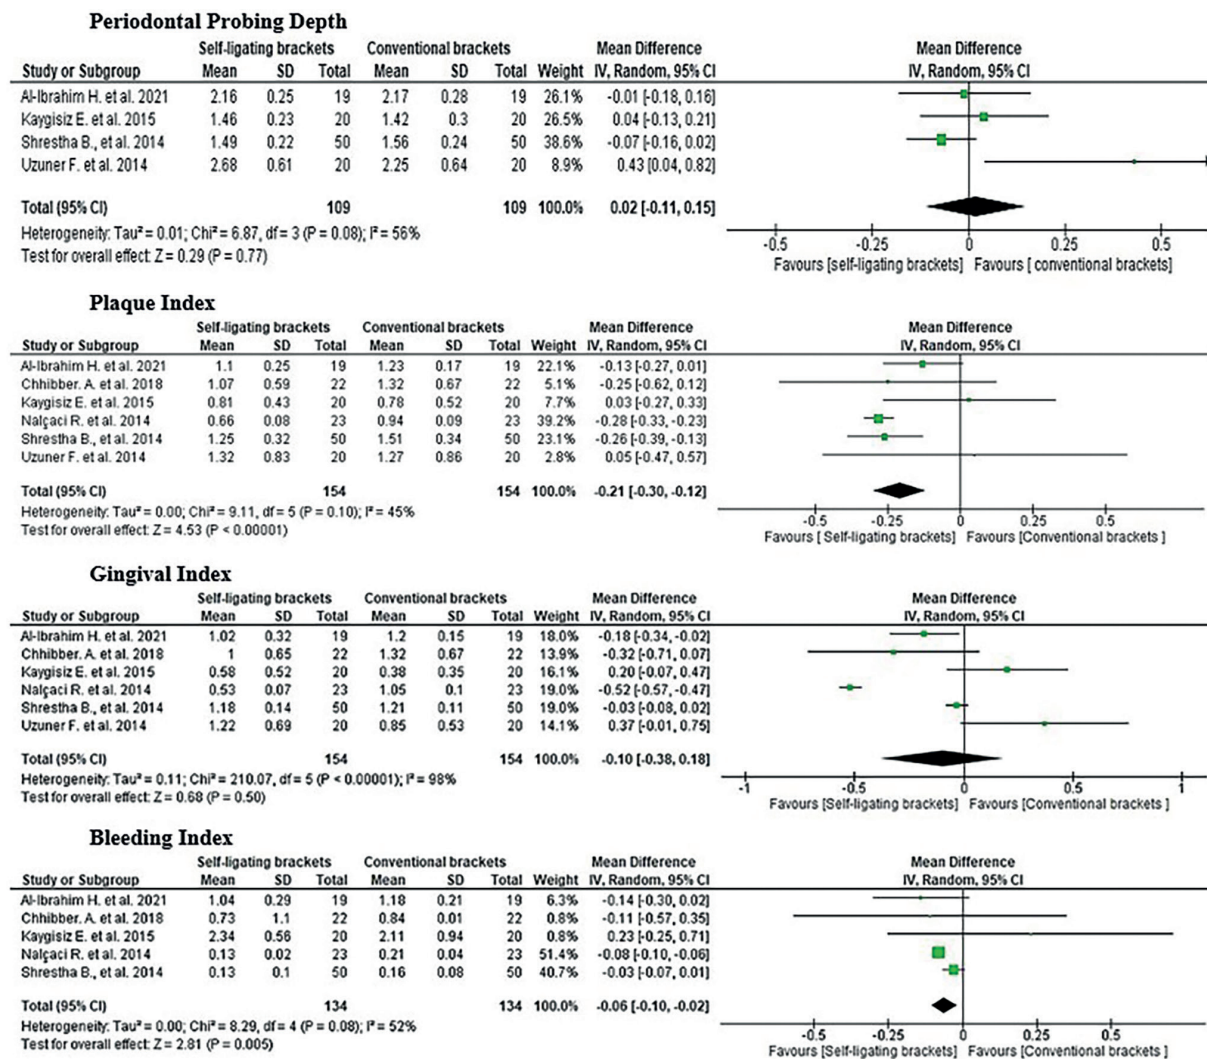 Periodontal Probing Depth
Self-ligating brackets Conventional brackets Mean Difference Mean Difference
Study or Subgroup Mean SD Total Mean SD Total Weight IV, Random, 95% CI IV, Random, 95% CI
Al-Ibrahim H. et al. 2021 2.16 0.25 19 2.17 0.28 19 26.1% -0.01 [-0.18, 0.16]
Kaygisiz E. et al. 2015 1.46 0.23 20 1.42 0.3 20 26.5% 0.04 [-0.13, 0.21]
Shrestha B., et al. 2014 1.49 0.22 50 1.56 0.24 50 38.6% -0.07 [-0.16, 0.02]
Uzuner F. et al. 2014 2.68 0.61 20 2.25 0.64 20 8.9% 0.43 [0.04, 0.82]
Total (95% CI) 109 109 100.0% 0.02 [-0.11, 0.15]
Heterogeneity: Tau² = 0.01; Chi² = 6.87, df = 3 (P = 0.08); I² = 56%
Test for overall effect: Z = 0.29 (P = 0.77)
-0.5 -0.25 0 0.25 0.5
Favours [self-ligating brackets] Favours [ conventional brackets]
Plaque Index
Self-ligating brackets Conventional brackets Mean Difference Mean Difference
Study or Subgroup Mean SD Total Mean SD Total Weight IV, Random, 95% CI IV, Random, 95% CI
Al-Ibrahim H. et al. 2021 1.1 0.25 19 1.23 0.17 19 22.1% -0.13 [-0.27, 0.01]
Chhibber. A. et al. 2018 1.07 0.59 22 1.32 0.67 22 5.1% -0.25 [-0.62, 0.12]
Kaygisiz E. et al. 2015 0.81 0.43 20 0.78 0.52 20 7.7% 0.03 [-0.27, 0.33]
Nalçaci R. et al. 2014 0.66 0.08 23 0.94 0.09 23 39.2% -0.28 [-0.33, -0.23]
Shrestha B., et al. 2014 1.25 0.32 50 1.51 0.34 50 23.1% -0.26 [-0.39, -0.13]
Uzuner F. et al. 2014 1.32 0.83 20 1.27 0.86 20 2.8% 0.05 [-0.47, 0.57]
Total (95% CI) 154 154 100.0% -0.21 [-0.30, -0.12]
Heterogeneity: Tau² = 0.00; Chi² = 9.11, df = 5 (P = 0.10); I² = 45%
Test for overall effect: Z = 4.53 (P < 0.00001)
-0.5 -0.25 0 0.25 0.5
Favours [ Self-ligating brackets] Favours [Conventional brackets ]
Gingival Index
Self-ligating brackets Conventional brackets Mean Difference Mean Difference
Study or Subgroup Mean SD Total Mean SD Total Weight IV, Random, 95% CI IV, Random, 95% CI
Al-Ibrahim H. et al. 2021 1.02 0.32 19 1.2 0.15 19 18.0% -0.18 [-0.34, -0.02]
Chhibber. A. et al. 2018 1 0.65 22 1.32 0.67 22 13.9% -0.32 [-0.71, 0.07]
Kaygisiz E. et al. 2015 0.58 0.52 20 0.38 0.35 20 16.1% 0.20 [-0.07, 0.47]
Nalçaci R. et al. 2014 0.53 0.07 23 1.05 0.1 23 19.0% -0.52 [-0.57, -0.47]
Shrestha B., et al. 2014 1.18 0.14 50 1.21 0.11 50 19.0% -0.03 [-0.08, 0.02]
Uzuner F. et al. 2014 1.22 0.69 20 0.85 0.53 20 14.1% 0.37 [-0.01, 0.75]
Total (95% CI) 154 154 100.0% -0.10 [-0.38, 0.18]
Heterogeneity: Tau² = 0.11; Chi² = 210.07, df = 5 (P < 0.00001); I² = 98%
Test for overall effect: Z = 0.68 (P = 0.50)
-1 -0.5 0 0.5 1
Favours [Self-ligating brackets] Favours [Conventional brackets ]
Bleeding Index
Self-ligating brackets Conventional brackets Mean Difference Mean Difference
Study or Subgroup Mean SD Total Mean SD Total Weight IV, Random, 95% CI IV, Random, 95% CI
Al-Ibrahim H. et al. 2021 1.04 0.29 19 1.18 0.21 19 6.3% -0.14 [-0.30, 0.02]
Chhibber. A. et al. 2018 0.73 1.1 22 0.84 0.01 22 0.8% -0.11 [-0.57, 0.35]
Kaygisiz E. et al. 2015 2.34 0.56 20 2.11 0.94 20 0.8% 0.23 [-0.25, 0.71]
Nalçaci R. et al. 2014 0.13 0.02 23 0.21 0.04 23 51.4% -0.08 [-0.10, -0.06]
Shrestha B., et al. 2014 0.13 0.1 50 0.16 0.08 50 40.7% -0.03 [-0.07, 0.01]
Total (95% CI) 134 134 100.0% -0.06 [-0.10, -0.02]
Heterogeneity: Tau² = 0.00; Chi² = 8.29, df = 4 (P = 0.08); I² = 52%
Test for overall effect: Z = 2.81 (P = 0.005)
-0.5 -0.25 0 0.25 0.5
Favours [Self-ligating brackets] Favours [Conventional brackets ]